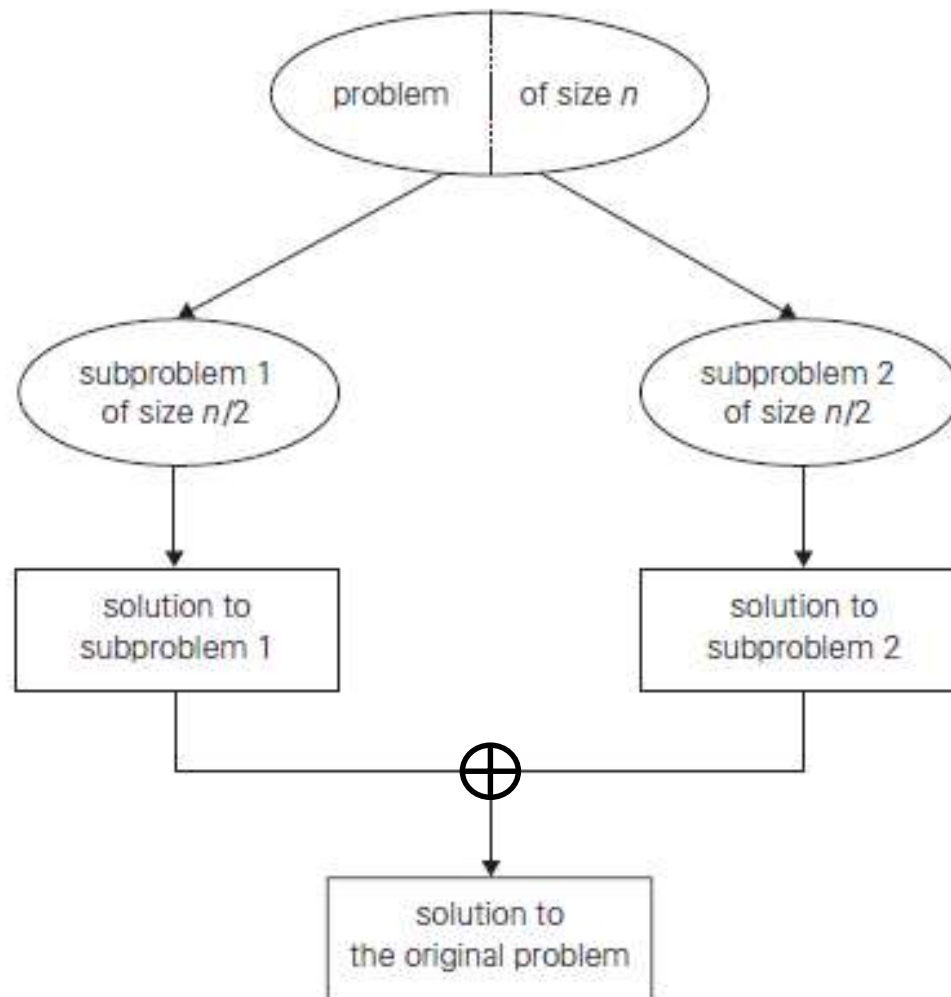 problem of size n
subproblem 1
of size n/2
subproblem 2
of size n/2
solution to
subproblem 1
solution to
subproblem 2
solution to
the original problem